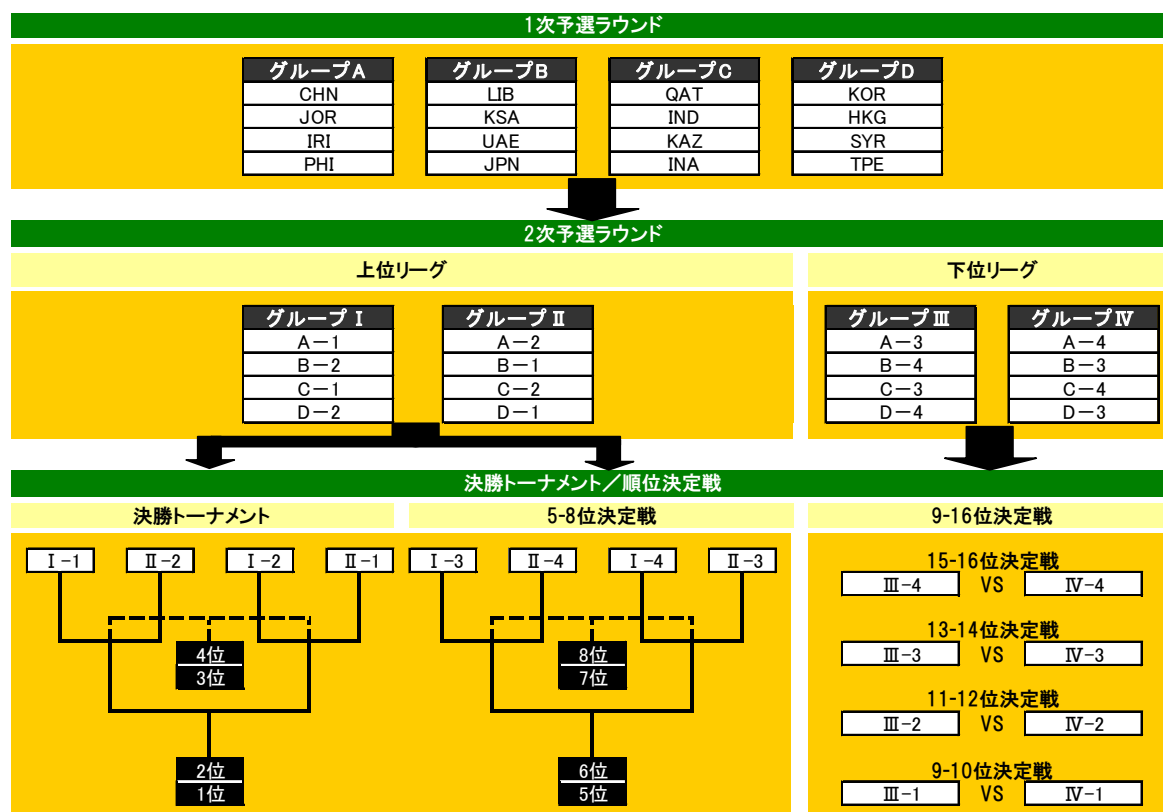 1次予選ラウンド
グループA グループB グループC グループD
CHN LIB QAT KOR
JOR KSA IND HKG
IRI UAE KAZ SYR
PHI JPN INA TPE
2次予選ラウンド
上位リーグ 下位リーグ
グループⅠ グループⅡ グループⅢ グループⅣ
A-1 A-2 A-3 A-4
B-2 B-1 B-4 B-3
C-1 C-2 C-3 C-4
D-2 D-1 D-4 D-3
決勝トーナメント／順位決定戦
決勝トーナメント 5-8位決定戦 9-16位決定戦
Ⅰ-1 Ⅱ-2 Ⅰ-2 Ⅱ-1 Ⅰ-3 Ⅱ-4 Ⅰ-4 Ⅱ-3
15-16位決定戦
Ⅲ-4 VS Ⅳ-4
13-14位決定戦
4位 8位
Ⅲ-3 VS Ⅳ-3
3位 7位
11-12位決定戦
Ⅲ-2 VS Ⅳ-2
2位 6位
9-10位決定戦
1位 5位
Ⅲ-1 VS Ⅳ-1